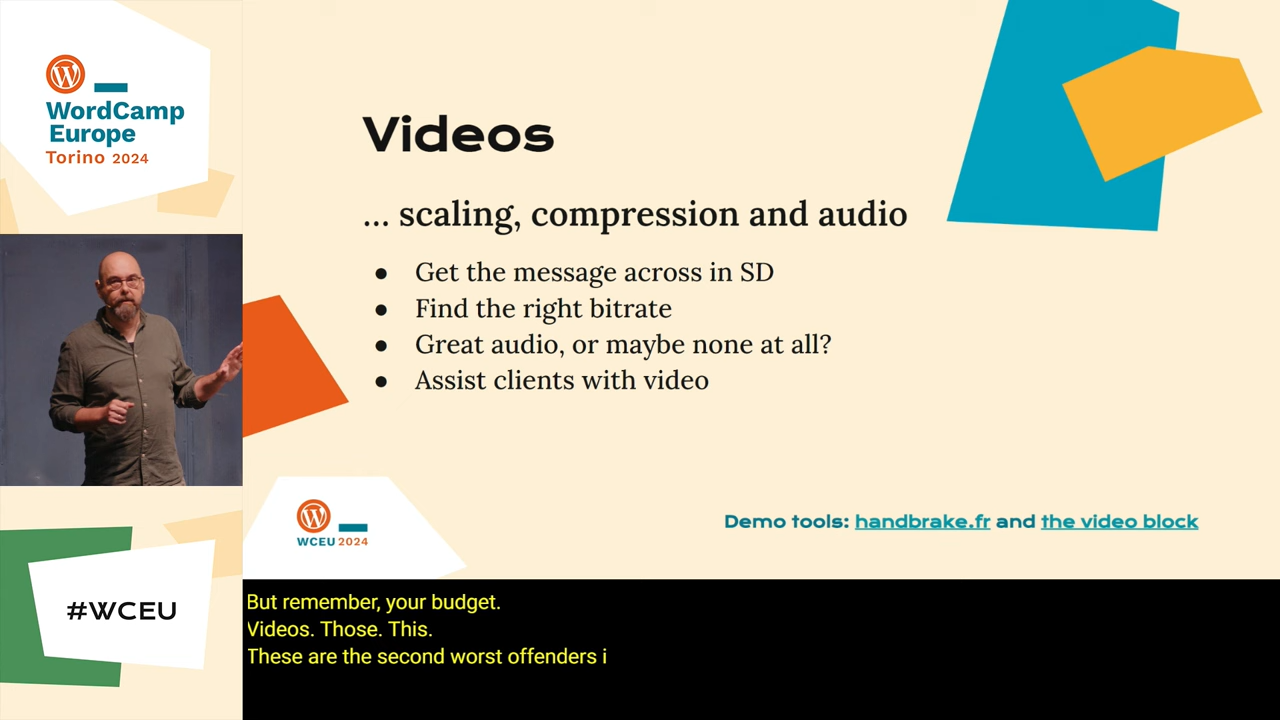 WordCamp
Europe
Torino 2024
Videos
... scaling, compression and audio
● Get the message across in SD
● Find the right bitrate
● Great audio, or maybe none at all?
● Assist clients with video
WCEU 2024
Demo tools: handbrake.fr and the video block
#WCEU
But remember, your budget.
Videos. Those. This.
These are the second worst offenders i